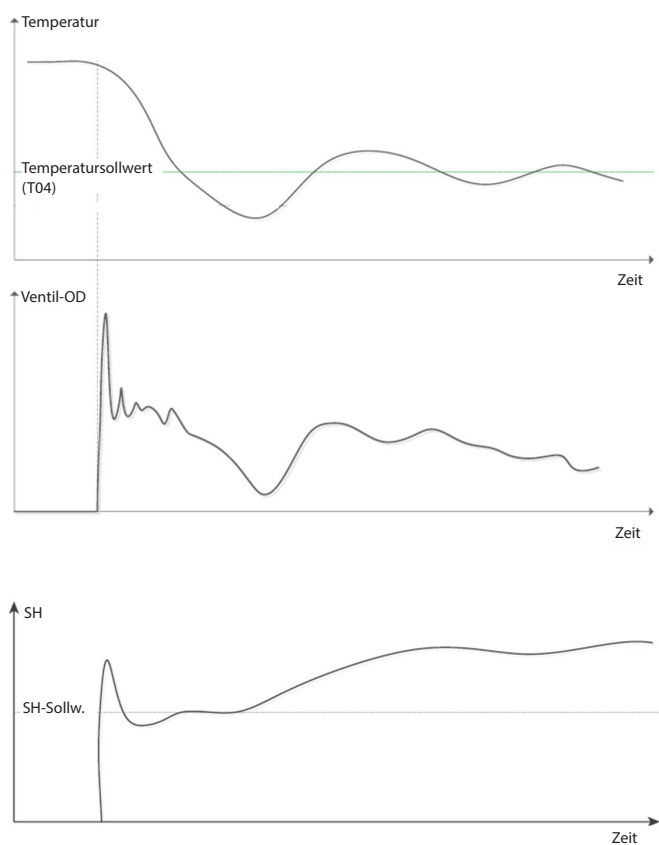 Temperatur
Temperatursollwert
(T04)
Zeit
Ventil-OD
Zeit
SH
SH-Sollw.
Zeit